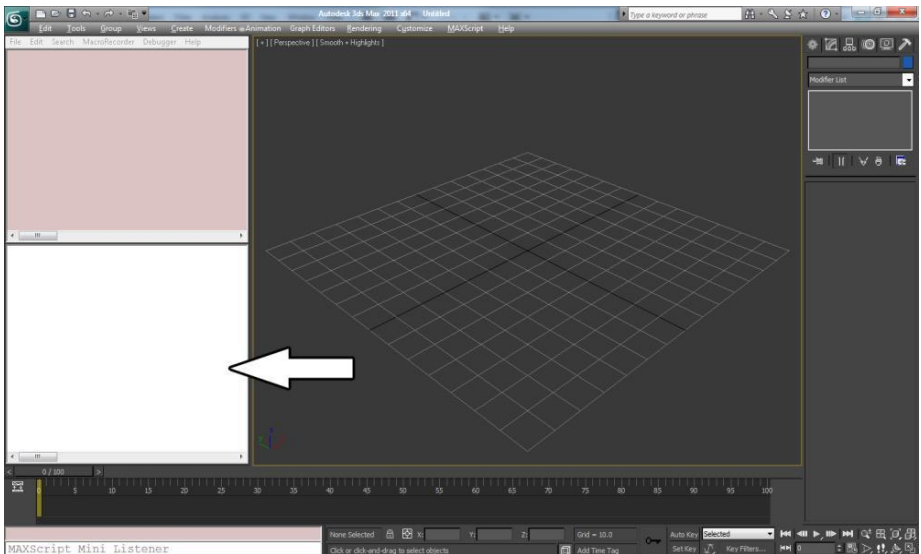 Autodesk 3ds Max 2011 x64 Untitled
Type a keyword or phrase
Edit Tools Group Views Create Modifiers Animation Graph Editors Rendering Customize MAXScript Help
File Edit Search MacroRecorder Debugger Help
[ + ] [ Perspective ] [ Smooth + Highlights ]
Modifier List
0 / 100
0 5 10 15 20 25 30 35 40 45 50 55 60 65 70 75 80 85 90 95 100
None Selected X: Y: Z: Grid = 10.0 Auto Key Selected
MAXScript Mini Listener Click or click-and-drag to select objects Add Time Tag Set Key Key Filters... 0